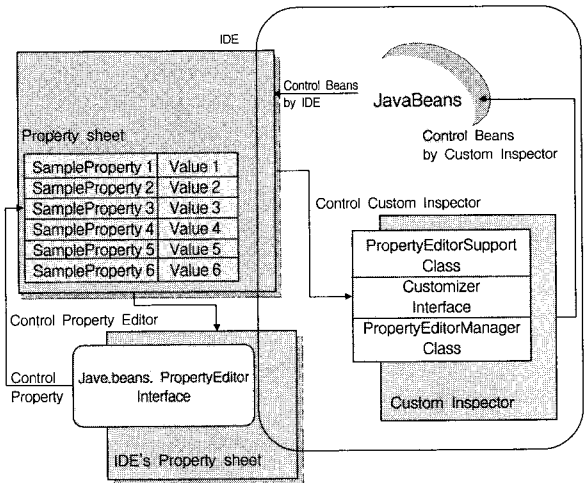 IDE
Control Beans
by IDE
JavaBeans
Control Beans
by Custom Inspector
Property sheet
SampleProperty 1 Value 1
SampleProperty 2 Value 2
SampleProperty 3 Value 3
SampleProperty 4 Value 4
SampleProperty 5 Value 5
SampleProperty 6 Value 6
Control Custom Inspector
PropertyEditorSupport
Class
Customizer
Interface
PropertyEditorManager
Class
Custom Inspector
Control Property Editor
Control
Property
Jave.beans. PropertyEditor
Interface
IDE's Property sheet